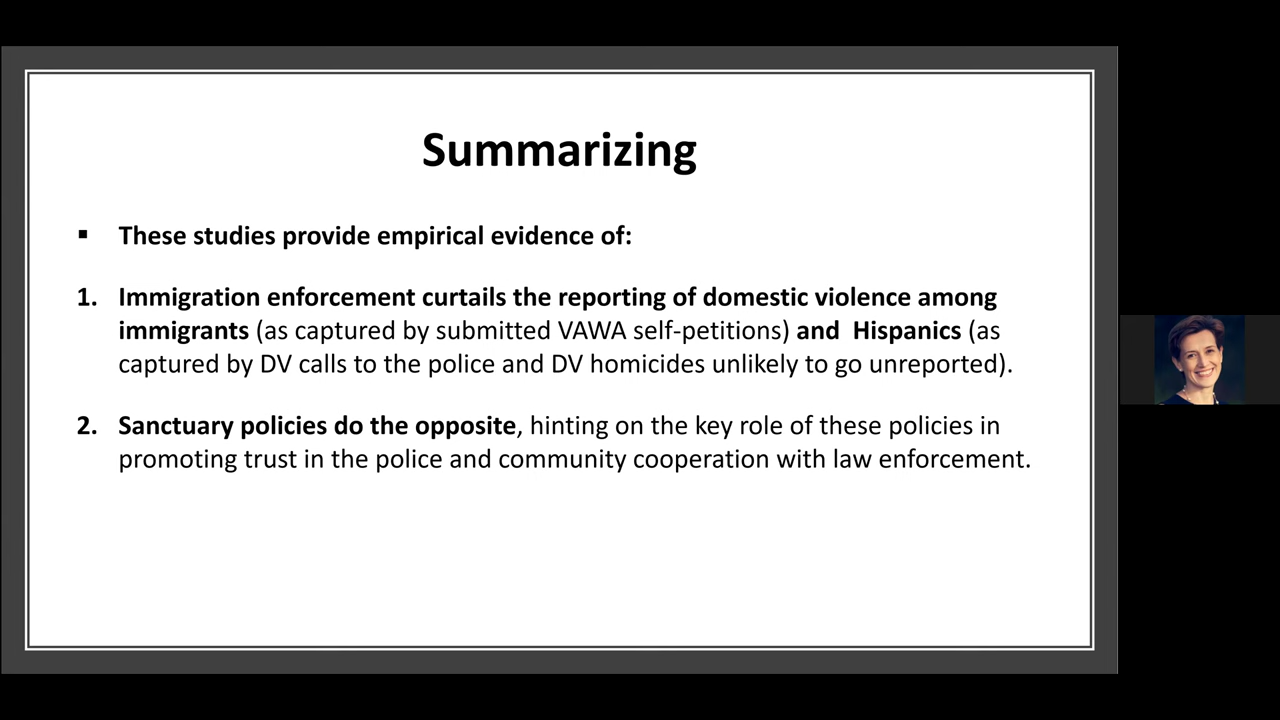 Summarizing
▪ These studies provide empirical evidence of:
1. Immigration enforcement curtails the reporting of domestic violence among
immigrants (as captured by submitted VAWA self-petitions) and  Hispanics (as
captured by DV calls to the police and DV homicides unlikely to go unreported).
2. Sanctuary policies do the opposite, hinting on the key role of these policies in
promoting trust in the police and community cooperation with law enforcement.